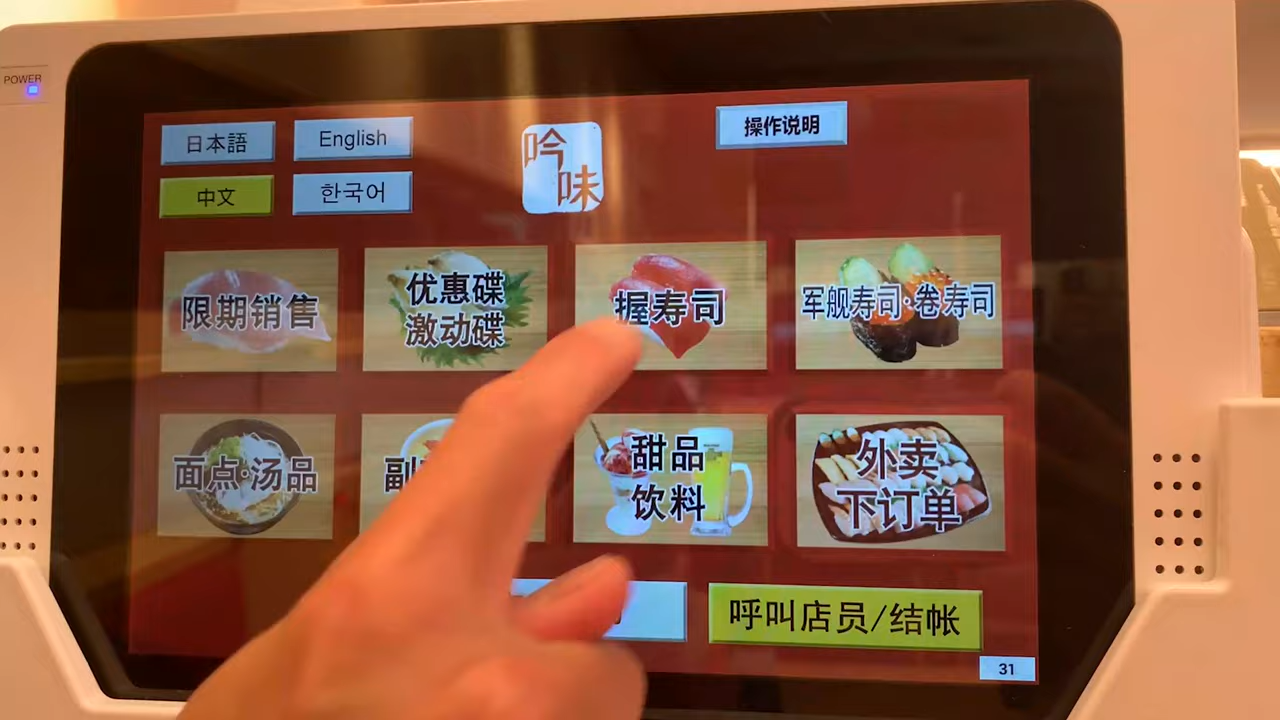 POWER
日本語
English
中文
한국어
吟味
操作说明
限期销售
优惠碟
激动碟
握寿司
军舰寿司·卷寿司
面点·汤品
副
甜品
饮料
外卖
下订单
呼叫店员/结帐
31